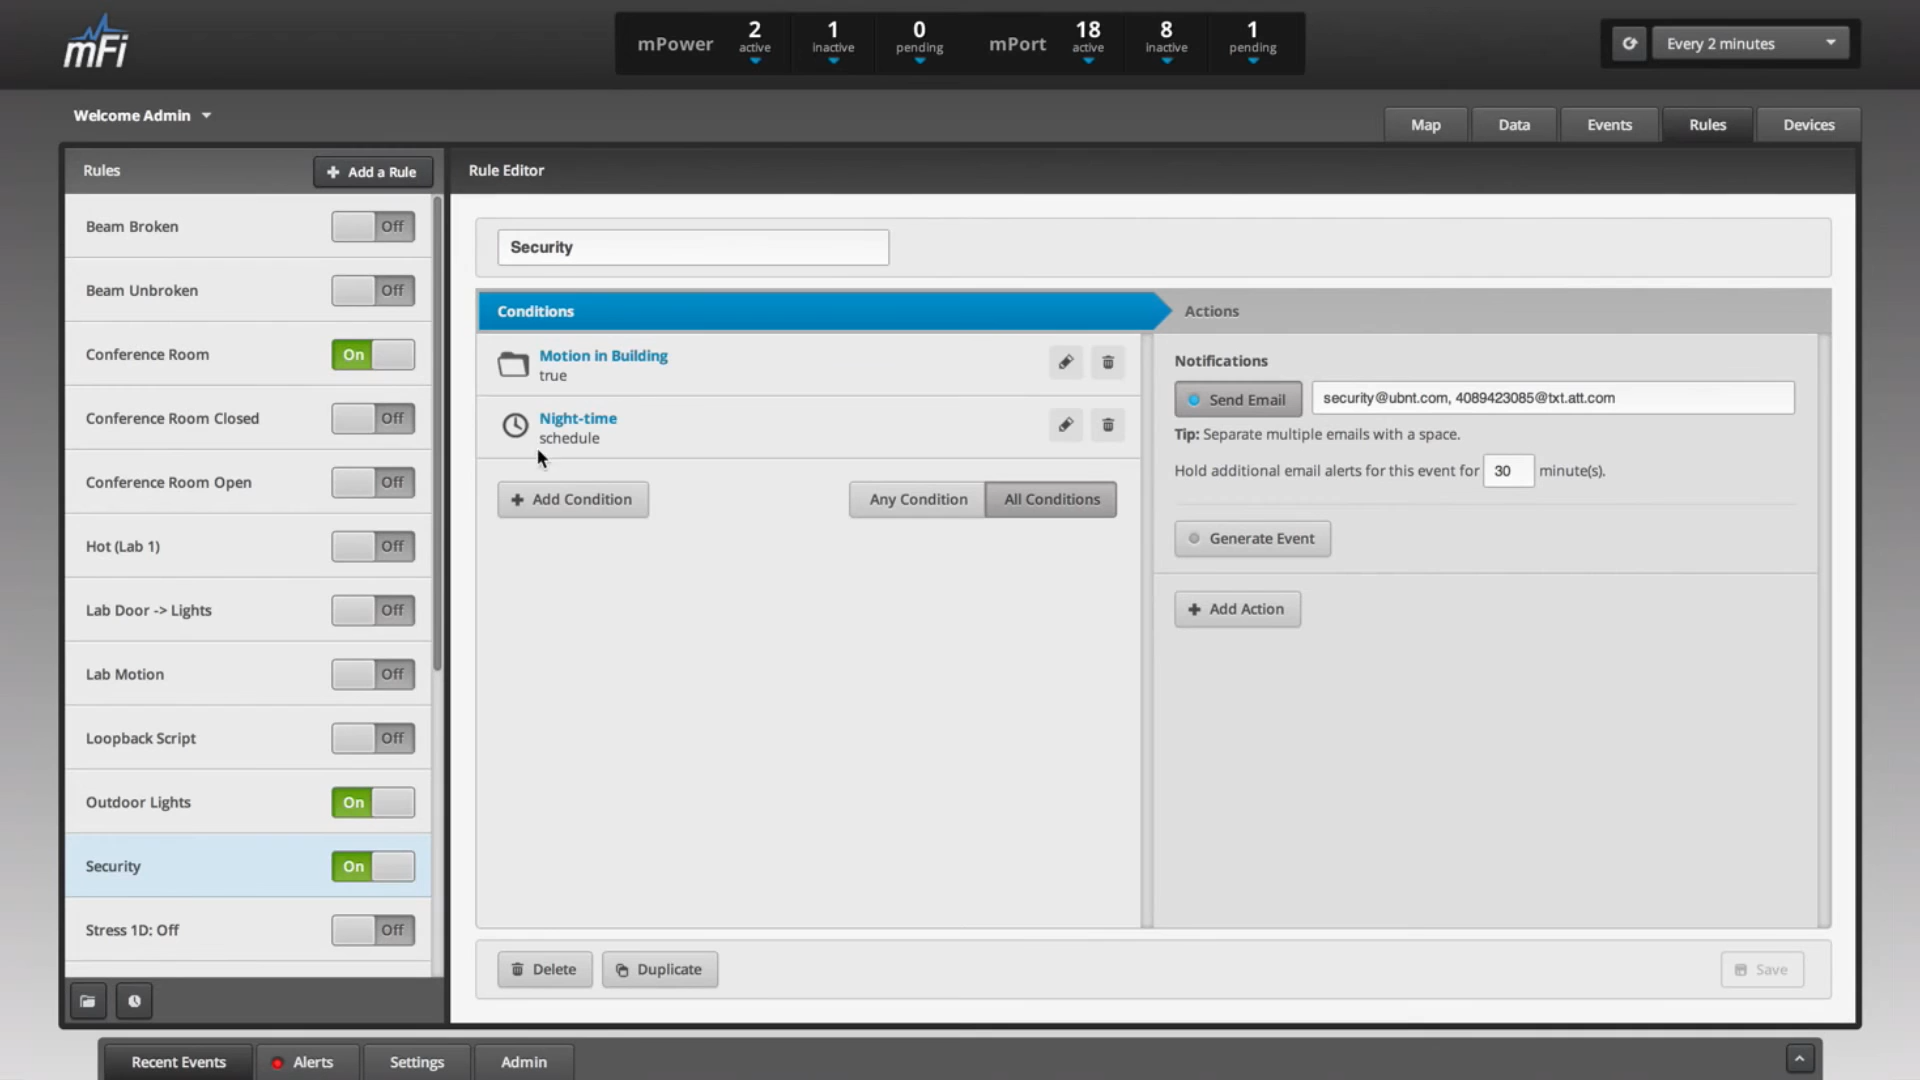 mFi
mPower
2
active
1
inactive
0
pending
mPort
18
active
8
inactive
1
pending
Every 2 minutes
Welcome Admin
Map
Data
Events
Rules
Devices
Rules
Add a Rule
Rule Editor
Beam Broken
Off
Beam Unbroken
Off
Conference Room
On
Conference Room Closed
Off
Conference Room Open
Off
Hot (Lab 1)
Off
Lab Door -> Lights
Off
Lab Motion
Off
Loopback Script
Off
Outdoor Lights
On
Security
On
Stress 1D: Off
Off
Security
Conditions
Motion in Building
true
Night-time
schedule
Add Condition
Any Condition
All Conditions
Actions
Notifications
Send Email
security@ubnt.com, 4089423085@txt.att.com
Tip: Separate multiple emails with a space.
Hold additional email alerts for this event for 30 minute(s).
Generate Event
Add Action
Delete
Duplicate
Save
Recent Events
Alerts
Settings
Admin